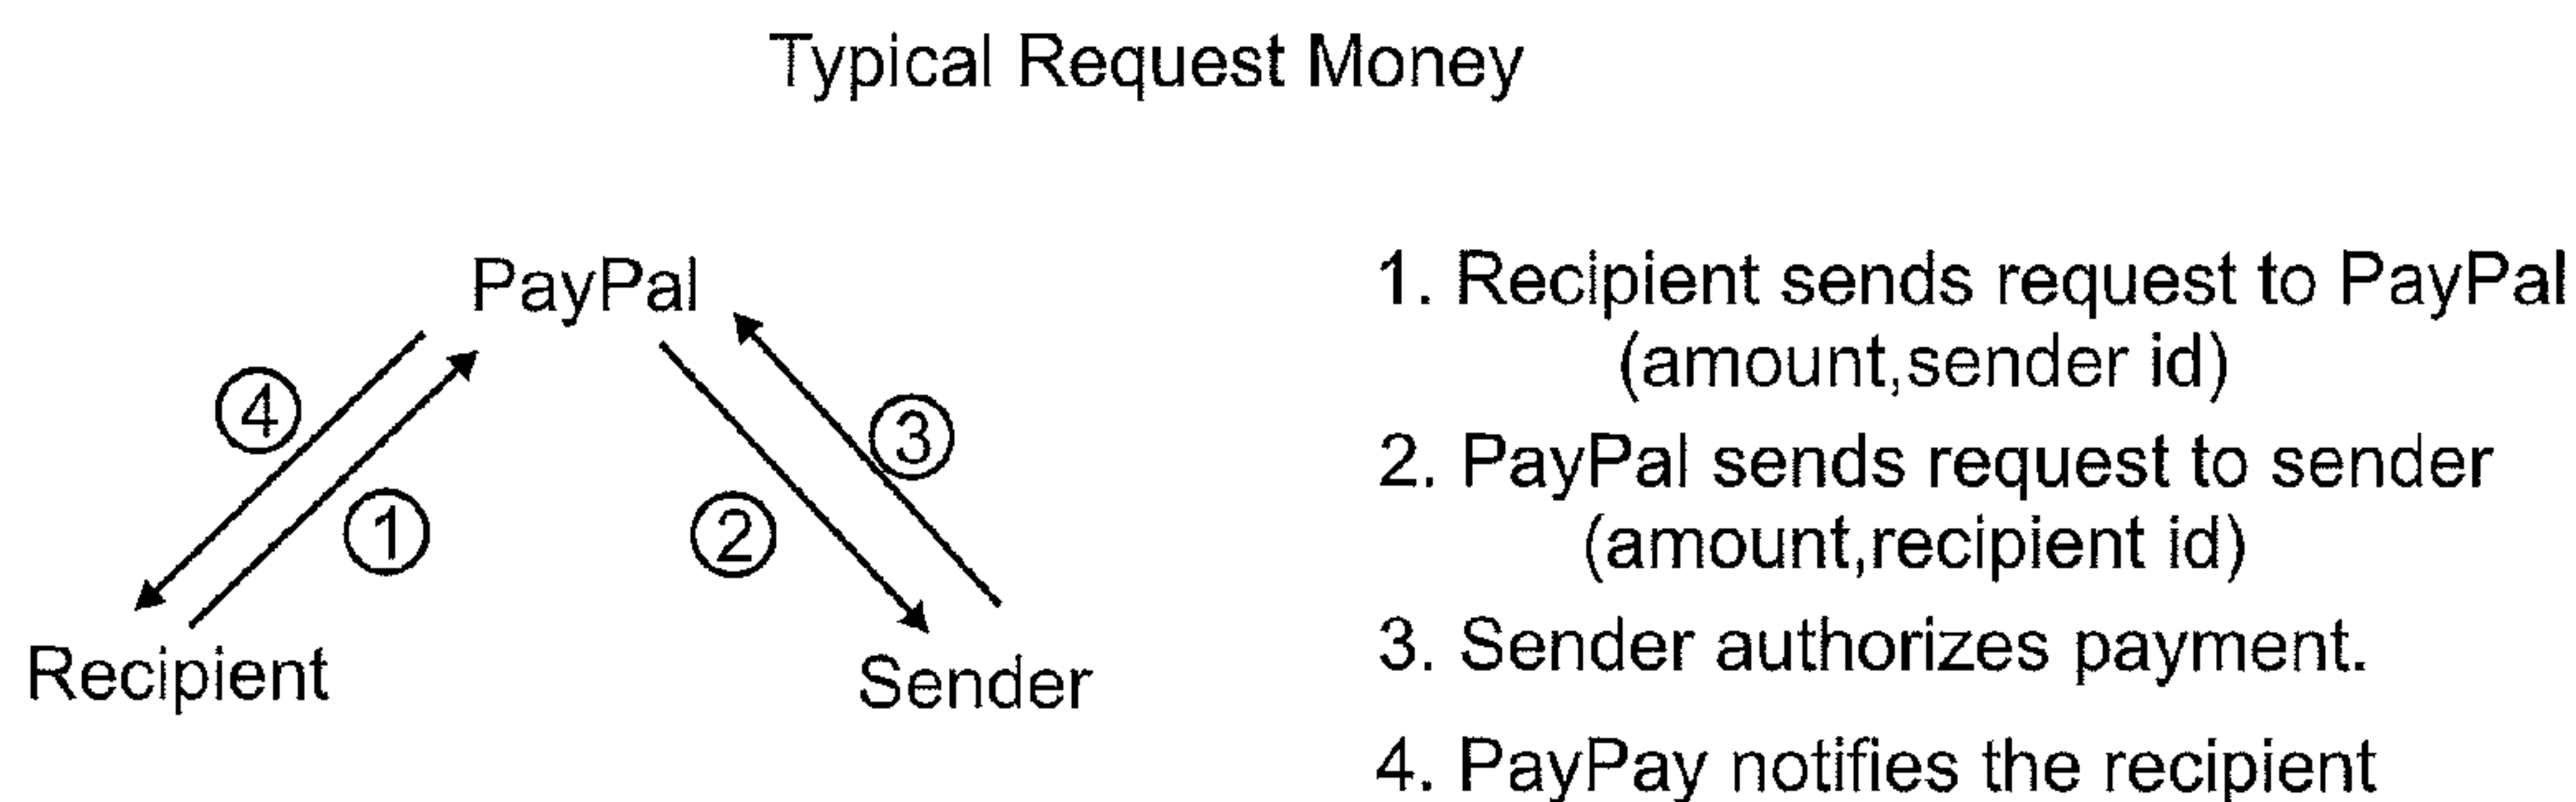 Typical Request Money
PayPal
4
1
3
2
Recipient
Sender
1. Recipient sends request to PayPal
(amount,sender id)
2. PayPal sends request to sender
(amount,recipient id)
3. Sender authorizes payment.
4. PayPay notifies the recipient